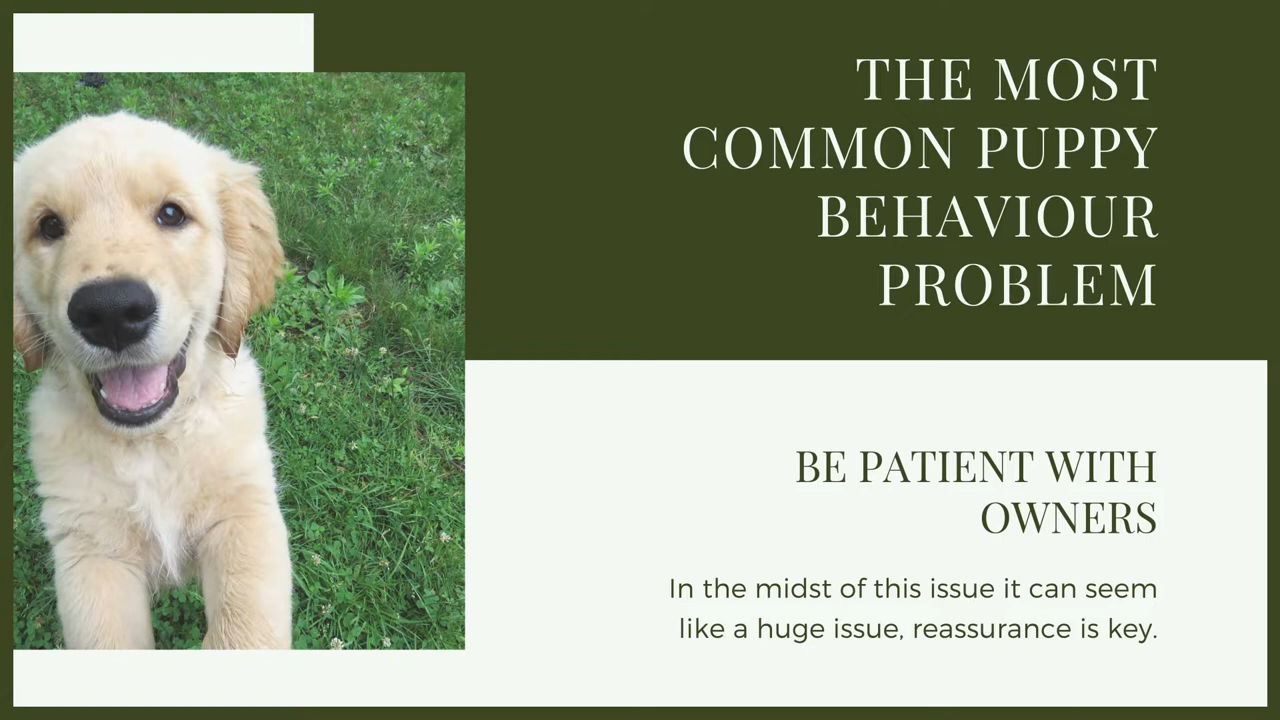 THE MOST
COMMON PUPPY
BEHAVIOUR
PROBLEM
BE PATIENT WITH
OWNERS
In the midst of this issue it can seem
like a huge issue, reassurance is key.